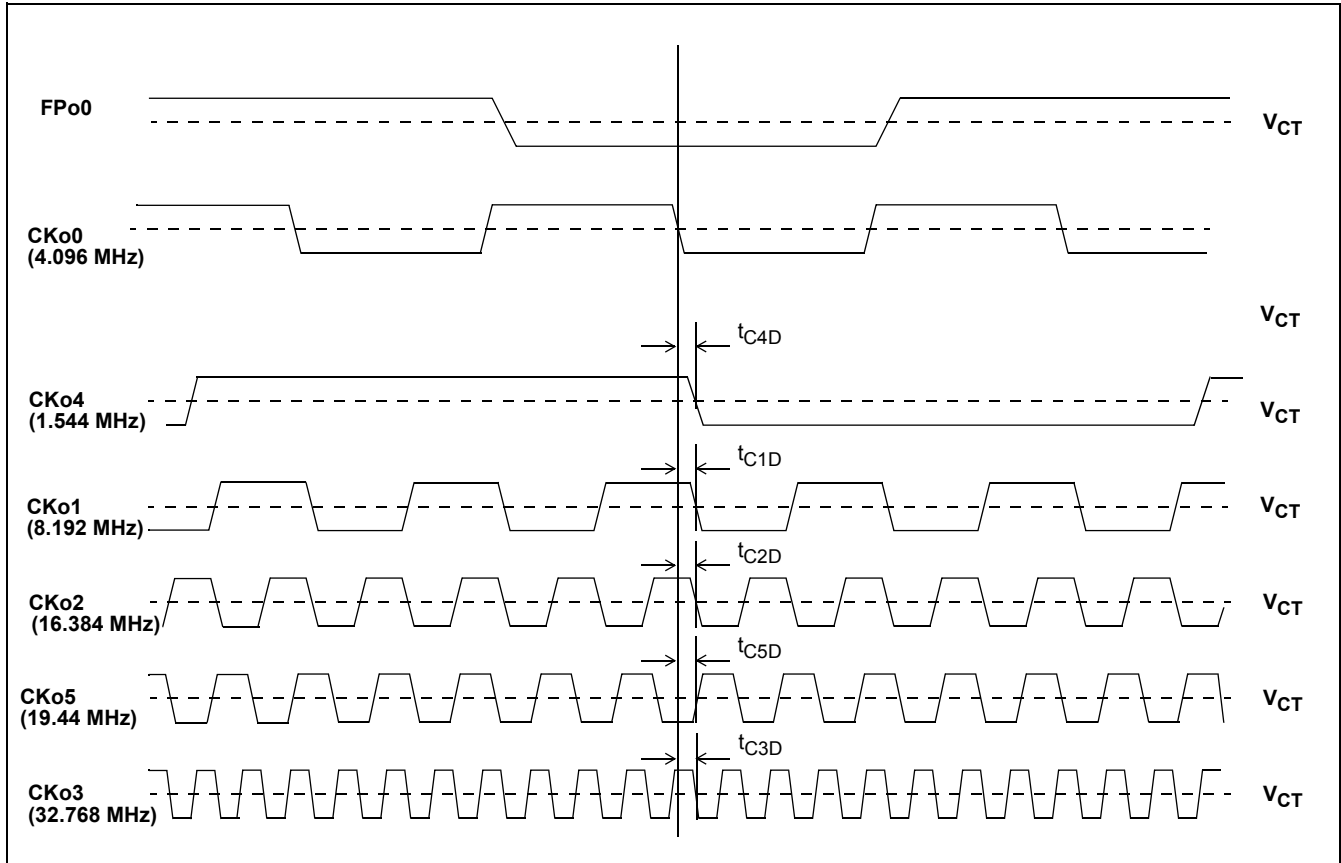 FPo0
V_CT
CKo0
(4.096 MHz)
V_CT
t_C4D
CKo4
(1.544 MHz)
V_CT
t_C1D
CKo1
(8.192 MHz)
V_CT
t_C2D
CKo2
(16.384 MHz)
V_CT
t_C5D
CKo5
(19.44 MHz)
V_CT
t_C3D
CKo3
(32.768 MHz)
V_CT